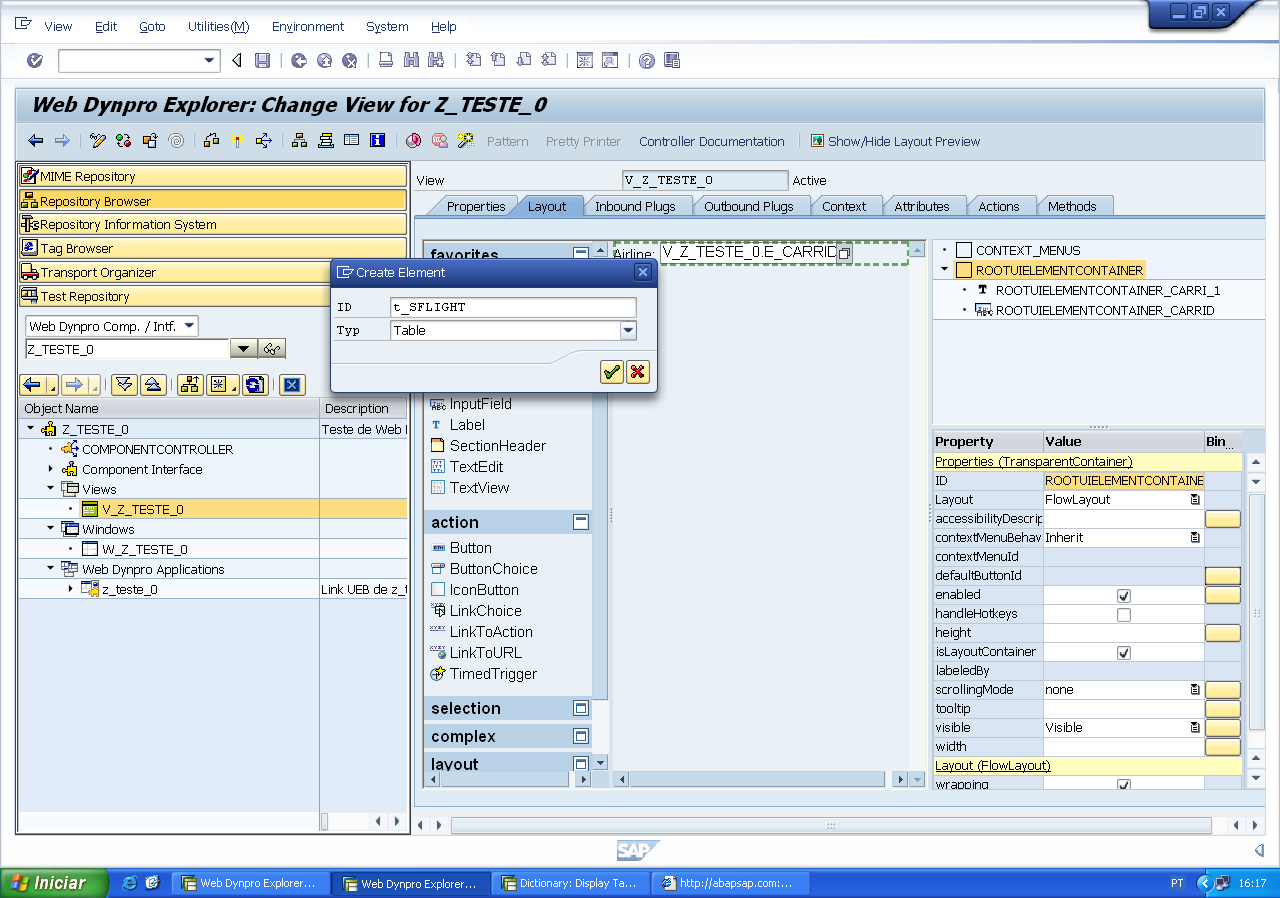 View Edit Goto Utilities(M) Environment System Help
Web Dynpro Explorer: Change View for Z_TESTE_0
Pattern Pretty Printer Controller Documentation Show/Hide Layout Preview
MIME Repository
Repository Browser
Repository Information System
Tag Browser
Transport Organizer
Test Repository
Web Dynpro Comp. / Intf.
Z_TESTE_0
Object Name Description
Z_TESTE_0 Teste de Web
COMPONENTCONTROLLER
Component Interface
Views
V_Z_TESTE_0
Windows
W_Z_TESTE_0
Web Dynpro Applications
z_teste_0 Link UEB de z_t
View V_Z_TESTE_0 Active
Properties Layout Inbound Plugs Outbound Plugs Context Attributes Actions Methods
favorites
Airline: V_Z_TESTE_0.E_CARRID
Create Element
ID t_SFLIGHT
Typ Table
InputField
Label
SectionHeader
TextEdit
TextView
action
Button
ButtonChoice
IconButton
LinkChoice
LinkToAction
LinkToURL
TimedTrigger
selection
complex
layout
CONTEXT_MENUS
ROOTUIELEMENTCONTAINER
ROOTUIELEMENTCONTAINER_CARRI_1
ROOTUIELEMENTCONTAINER_CARRID
Property Value Bin...
Properties (TransparentContainer)
ID ROOTUIELEMENTCONTAINE
Layout FlowLayout
accessibilityDescrip
contextMenuBehav Inherit
contextMenuId
defaultButtonId
enabled
handleHotkeys
height
isLayoutContainer
labeledBy
scrollingMode none
tooltip
visible Visible
width
Layout (FlowLayout)
wrapping
SAP
Iniciar Web Dynpro Explorer... Web Dynpro Explorer... Dictionary: Display Ta... http://abapsap.com:... PT 16:17